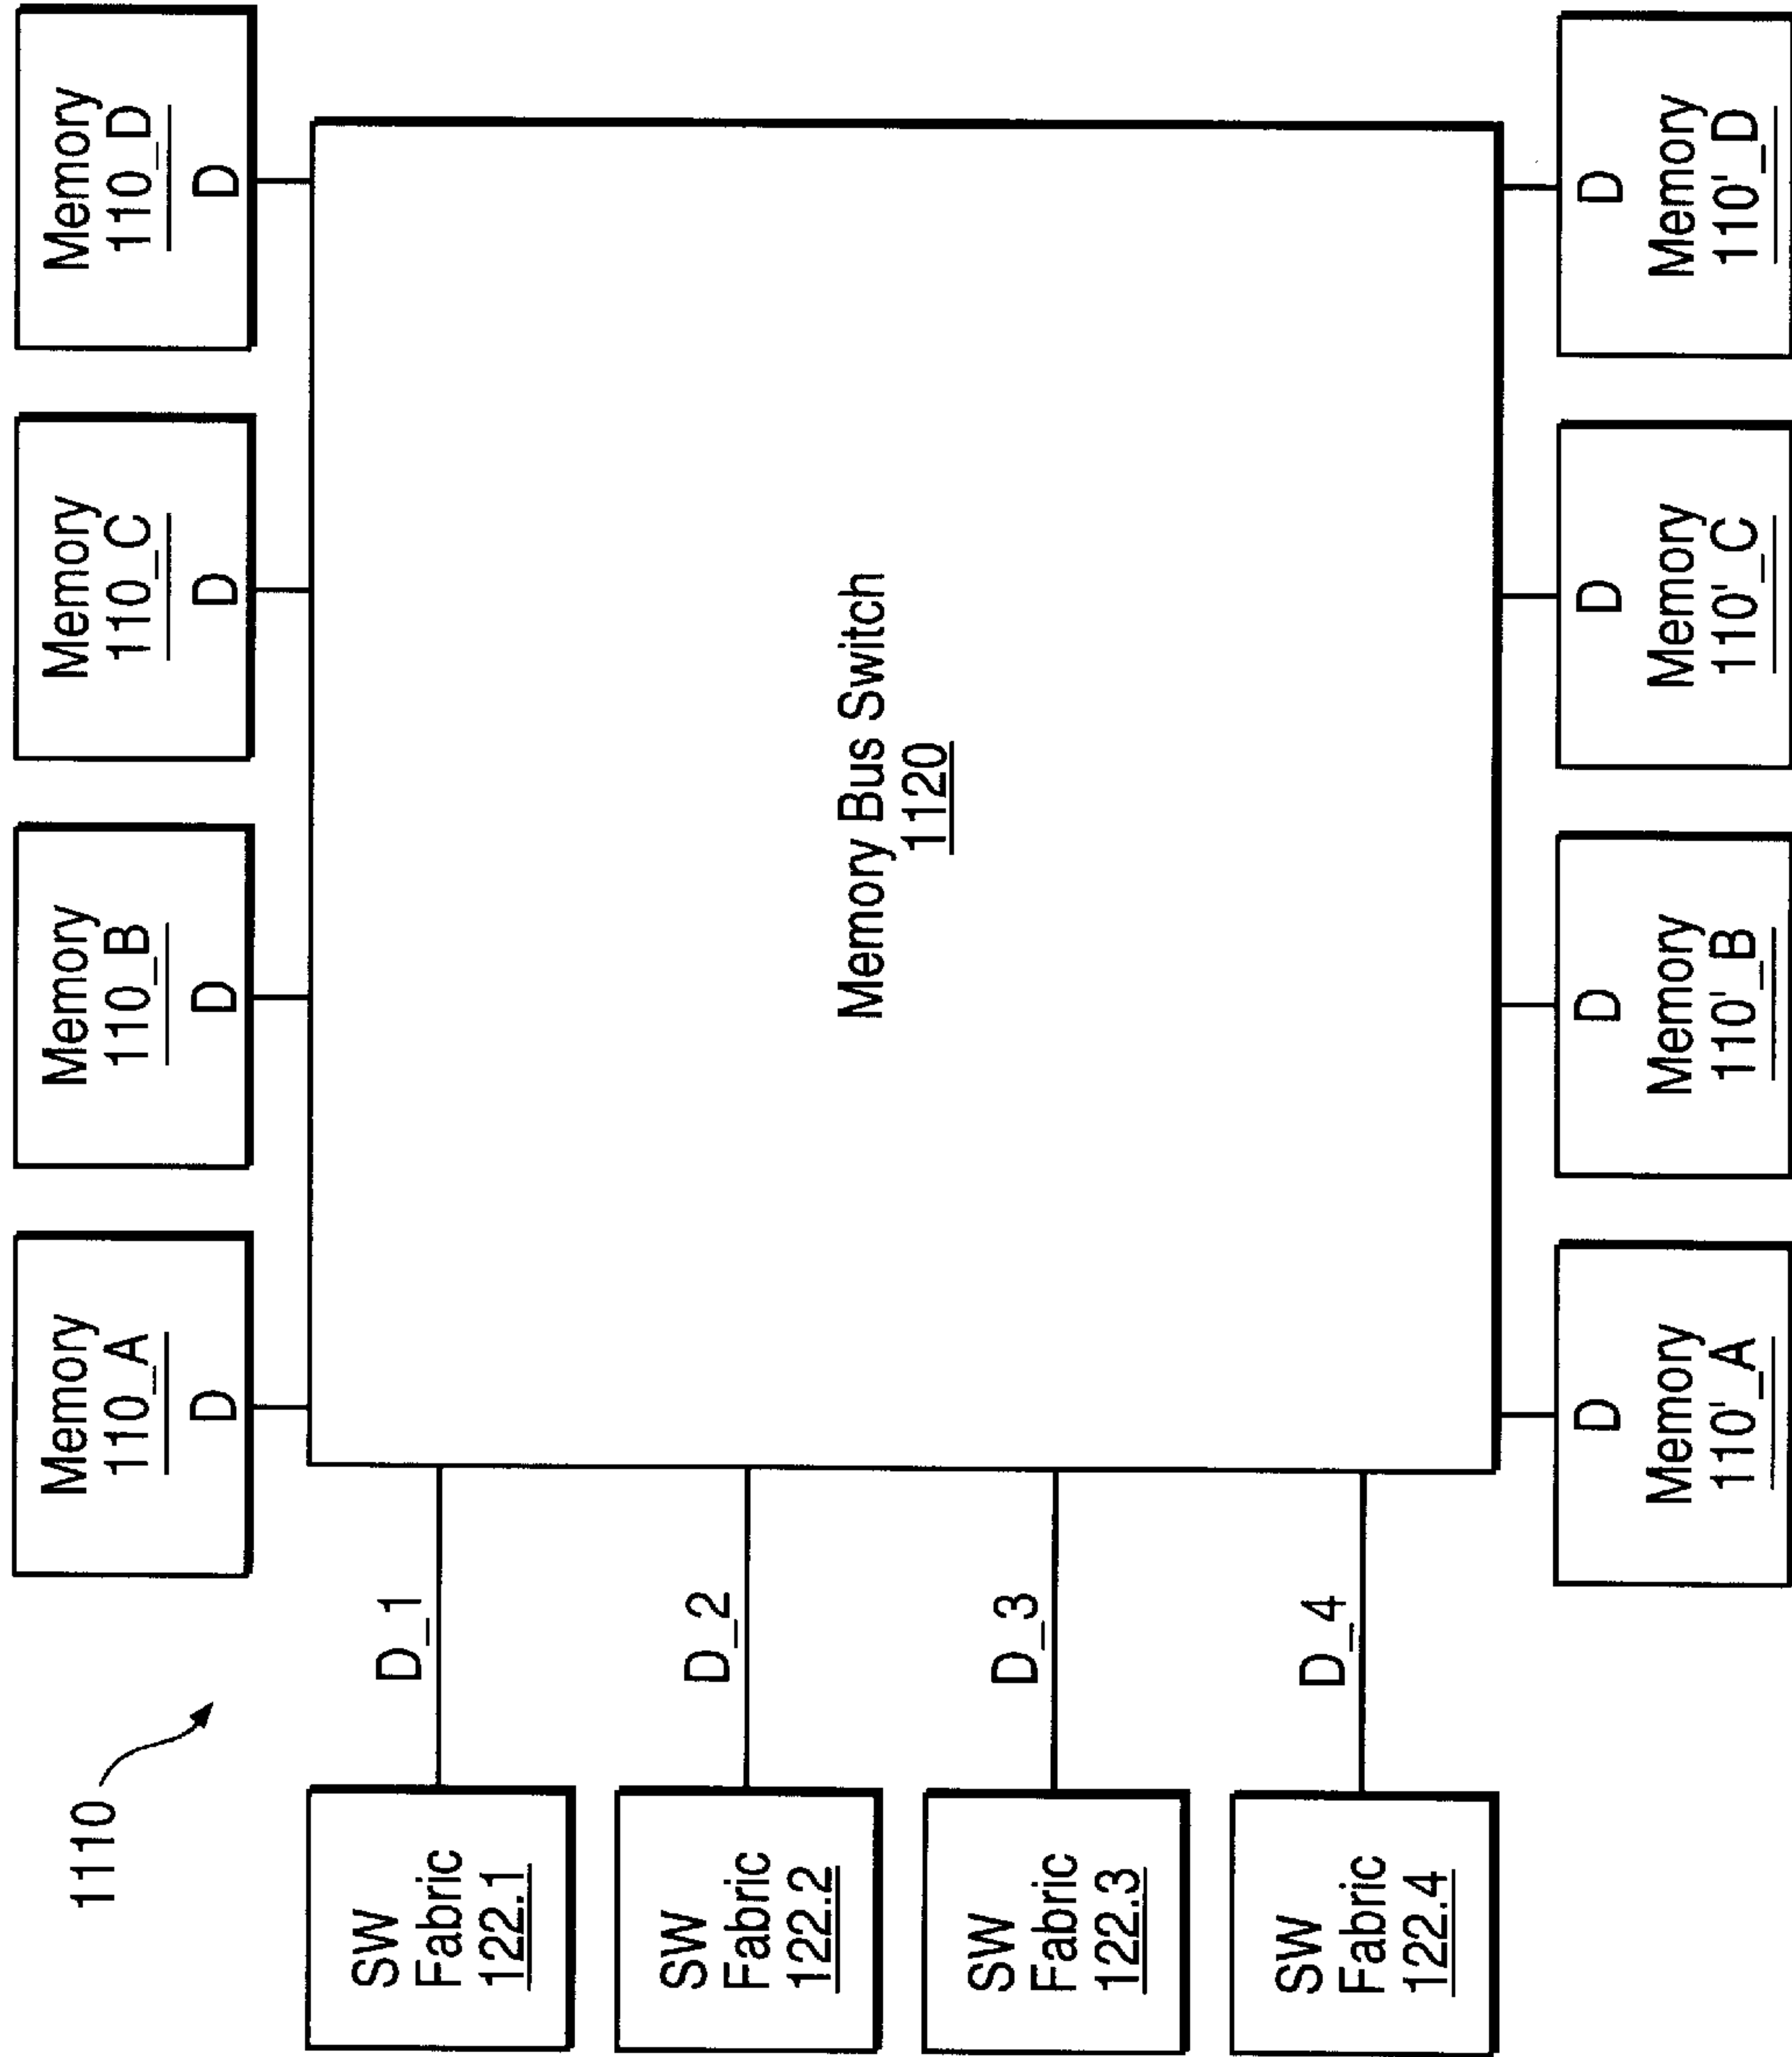 1110
Memory
110_A
D
Memory
110_B
D
Memory
110_C
D
Memory
110_D
D
SW
Fabric
122.1
D_1
SW
Fabric
122.2
D_2
SW
Fabric
122.3
D_3
SW
Fabric
122.4
D_4
Memory Bus Switch
1120
D
Memory
110'_A
D
Memory
110'_B
D
Memory
110'_C
D
Memory
110'_D